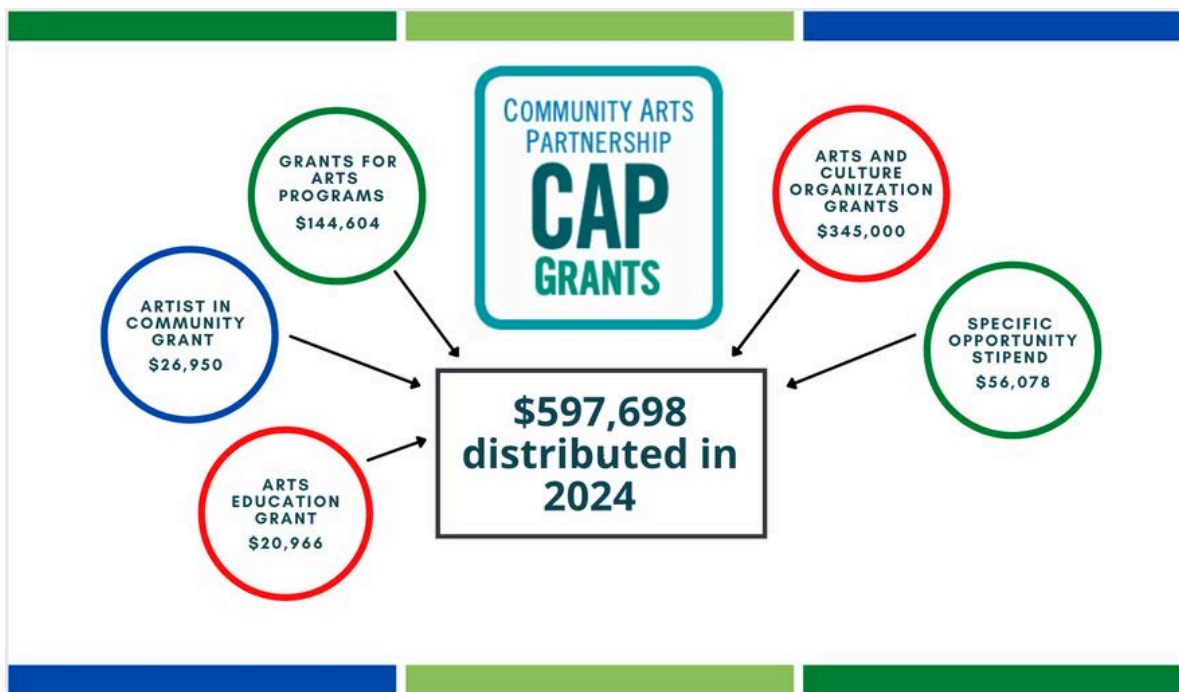 COMMUNITY ARTS
PARTNERSHIP
CAP
GRANTS
GRANTS FOR
ARTS
PROGRAMS
$144,604
ARTS AND
CULTURE
ORGANIZATION
GRANTS
$345,000
ARTIST IN
COMMUNITY
GRANT
$26,950
SPECIFIC
OPPORTUNITY
STIPEND
$56,078
ARTS
EDUCATION
GRANT
$20,966
$597,698
distributed in
2024